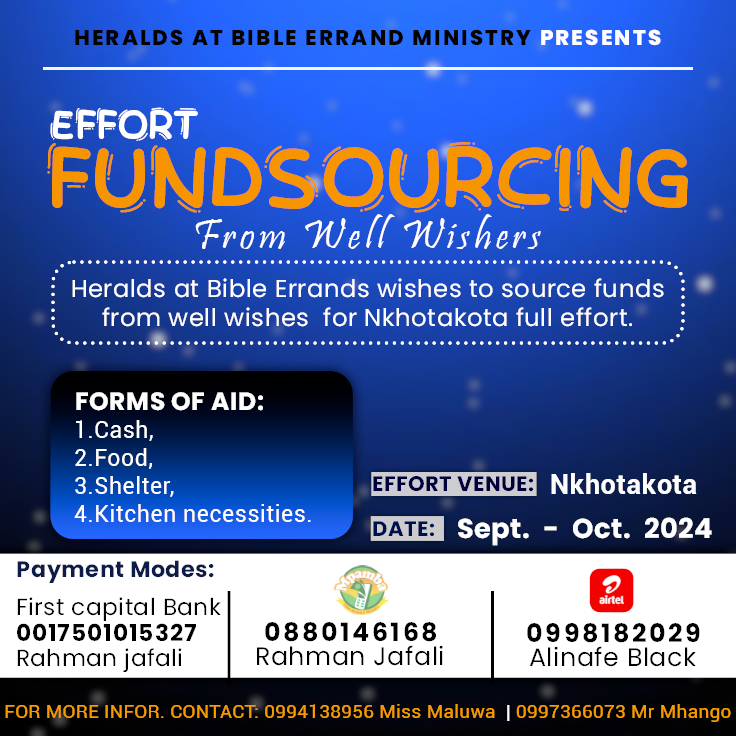 HERALDS AT BIBLE ERRAND MINISTRY PRESENTS
EFFORT
FUNDSOURCING
From Well Wishers
Heralds at Bible Errands wishes to source funds
from well wishes for Nkhotakota full effort.
FORMS OF AID:
1.Cash,
2.Food,
3.Shelter,
4.Kitchen necessities.
EFFORT VENUE: Nkhotakota
DATE: Sept. - Oct. 2024
Payment Modes:
First capital Bank
0017501015327
Rahman jafali
Mpamba
0880146168
Rahman Jafali
airtel
0998182029
Alinafe Black
FOR MORE INFOR. CONTACT: 0994138956 Miss Maluwa | 0997366073 Mr Mhango